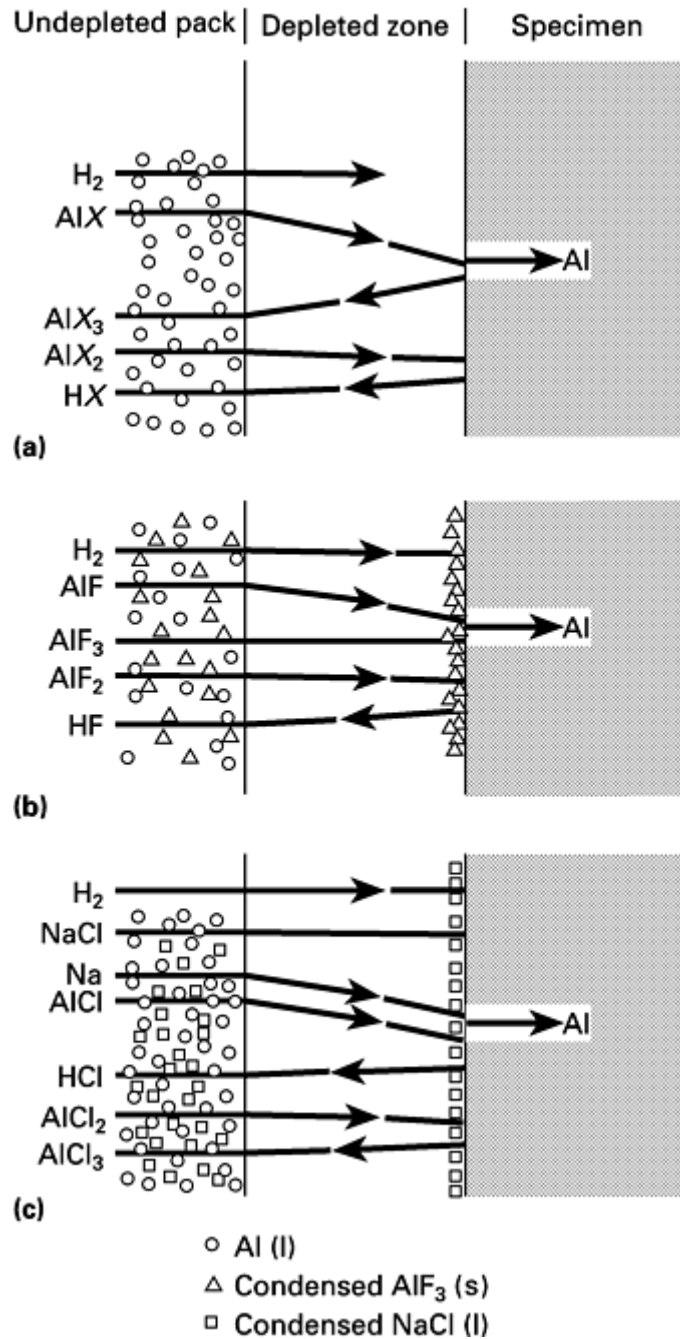 Undepleted pack | Depleted zone | Specimen
H₂
AlX
Al
AlX₃
AlX₂
HX
(a)
H₂
AlF
Al
AlF₃
AlF₂
HF
(b)
H₂
NaCl
Na
AlCl
Al
HCl
AlCl₂
AlCl₃
(c)
Al (l)
Condensed AlF₃ (s)
Condensed NaCl (l)